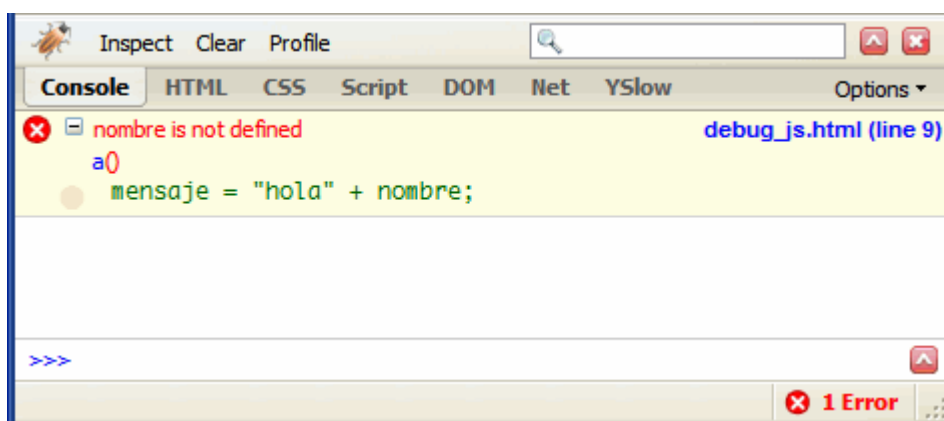 Inspect Clear Profile
Console HTML CSS Script DOM Net YSlow Options
nombre is not defined debug_js.html (line 9)
a()
mensaje = "hola" + nombre;
>>>
1 Error